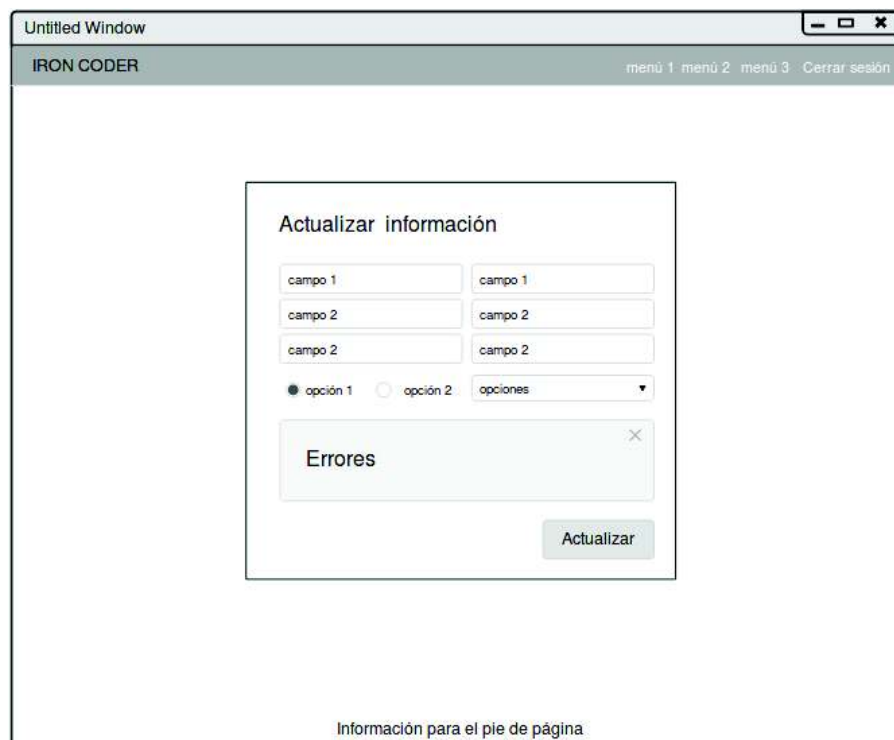 Untitled Window
IRON CODER
menú 1 menú 2 menú 3 Cerrar sesión
Actualizar información
campo 1 campo 1
campo 2 campo 2
campo 2 campo 2
opción 1 opción 2 opciones
Errores
Actualizar
Información para el pie de página